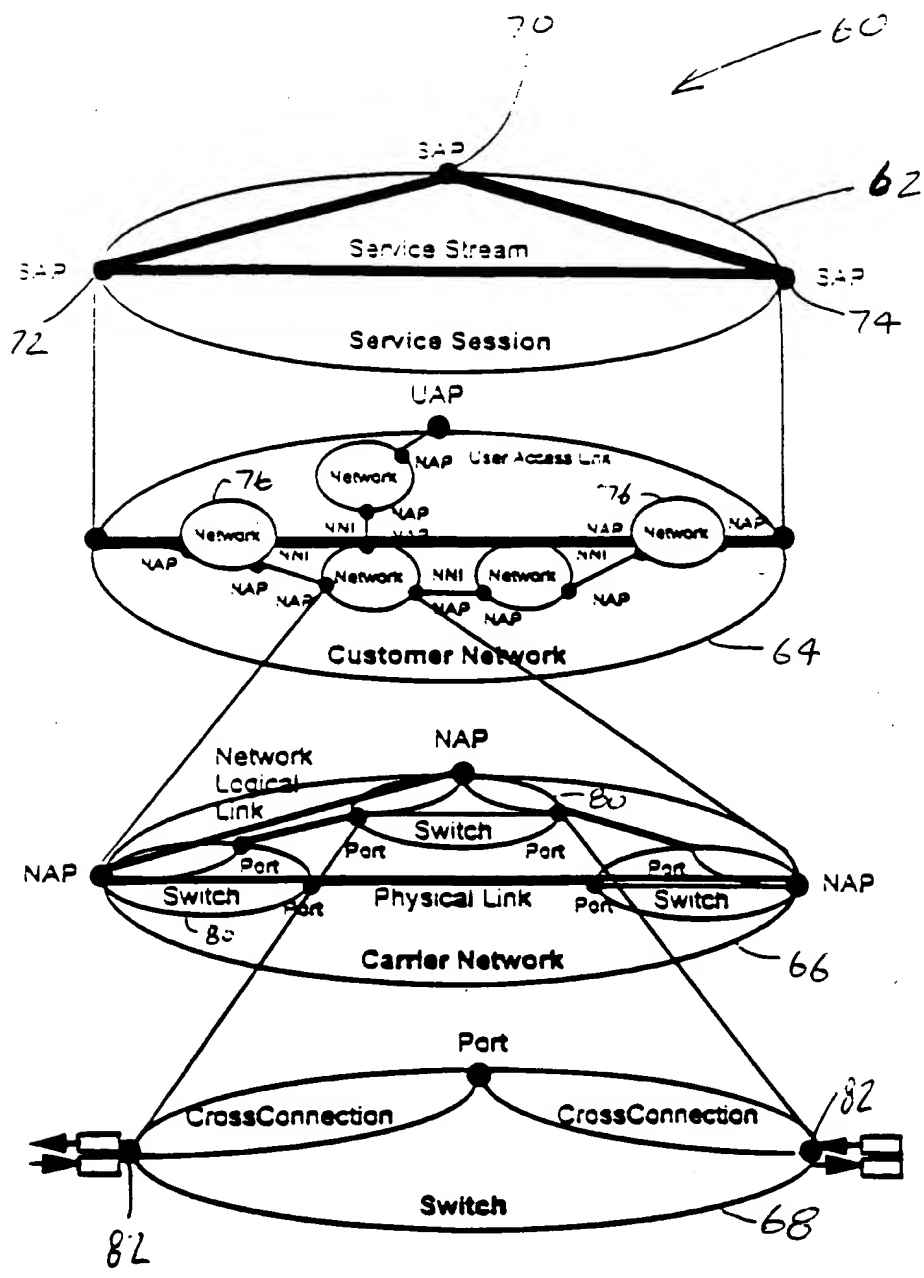 70
60
SAP
62
Service Stream
SAP
SAP
72
74
Service Session
UAP
NAP
User Access Link
76
Network
76
NAP
Network
NNI
NAP
NAP
Network
NAP
NAP
NNI
Network
NNI
Network
NNI
NAP
NAP
NAP
NAP
NAP
Customer Network
64
NAP
Network
Logical
Link
80
Switch
NAP
Port
Port
Port
Port
NAP
Switch
Port
Physical Link
Port
Switch
80
Carrier Network
66
Port
CrossConnection
CrossConnection
82
Switch
68
82